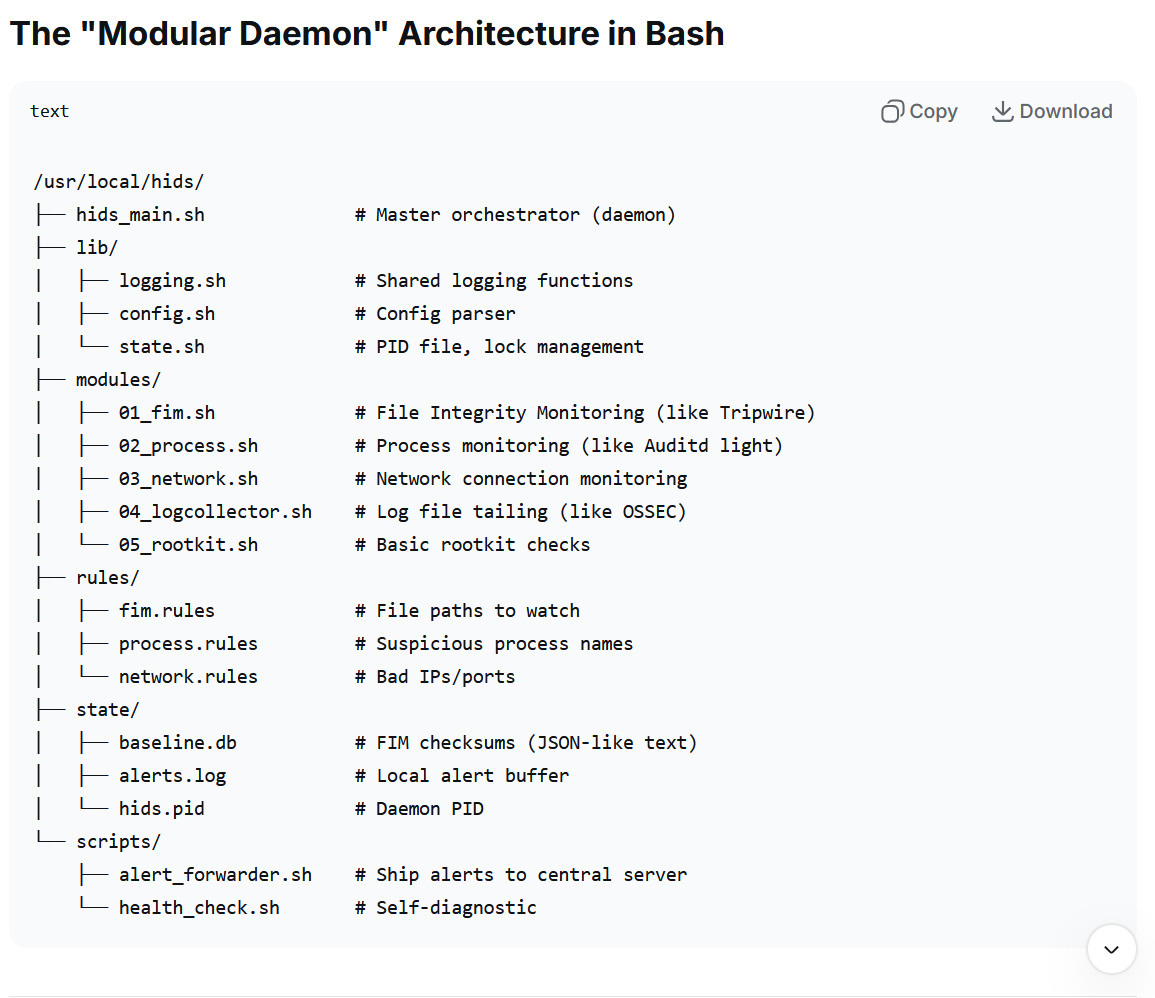 The "Modular Daemon" Architecture in Bash
text
Copy
Download
/usr/local/hids/
├── hids_main.sh              # Master orchestrator (daemon)
├── lib/
│   ├── logging.sh            # Shared logging functions
│   ├── config.sh             # Config parser
│   └── state.sh              # PID file, lock management
├── modules/
│   ├── 01_fim.sh             # File Integrity Monitoring (like Tripwire)
│   ├── 02_process.sh         # Process monitoring (like Auditd light)
│   ├── 03_network.sh         # Network connection monitoring
│   ├── 04_logcollector.sh    # Log file tailing (like OSSEC)
│   └── 05_rootkit.sh         # Basic rootkit checks
├── rules/
│   ├── fim.rules             # File paths to watch
│   ├── process.rules         # Suspicious process names
│   └── network.rules         # Bad IPs/ports
├── state/
│   ├── baseline.db           # FIM checksums (JSON-like text)
│   ├── alerts.log            # Local alert buffer
│   └── hids.pid              # Daemon PID
└── scripts/
    ├── alert_forwarder.sh    # Ship alerts to central server
    └── health_check.sh       # Self-diagnostic